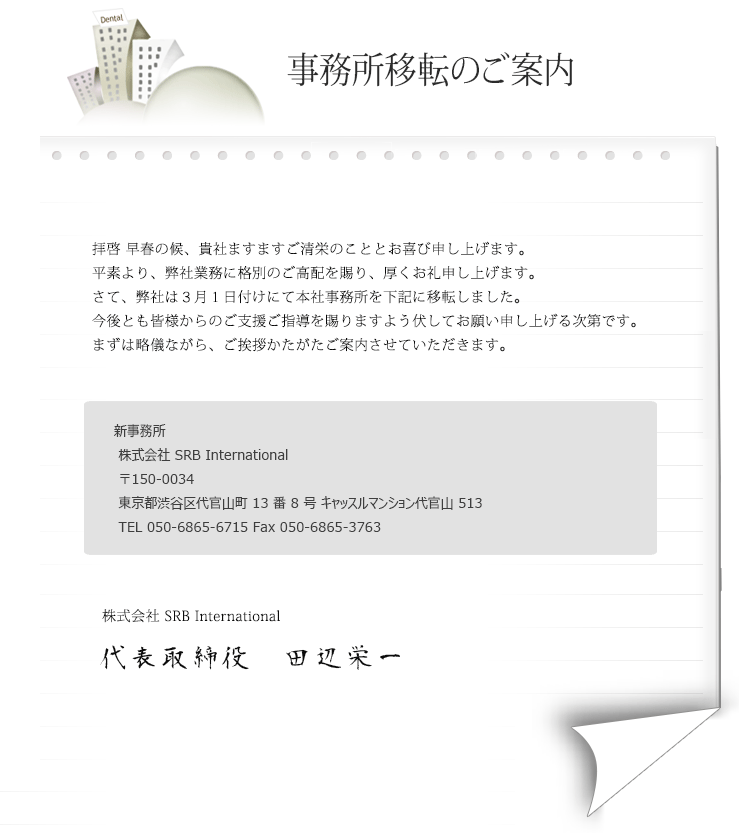 Dental
事務所移転のご案内
拝啓 早春の候、貴社ますますご清栄のこととお喜び申し上げます。
平素より、弊社業務に格別のご高配を賜り、厚くお礼申し上げます。
さて、弊社は３月１日付けにて本社事務所を下記に移転しました。
今後とも皆様からのご支援ご指導を賜りますよう伏してお願い申し上げる次第です。
まずは略儀ながら、ご挨拶かたがたご案内させていただきます。
新事務所
株式会社 SRB International
〒150-0034
東京都渋谷区代官山町 13 番 8 号 キャッスルマンション代官山 513
TEL 050-6865-6715 Fax 050-6865-3763
株式会社 SRB International
代表取締役　田辺栄一